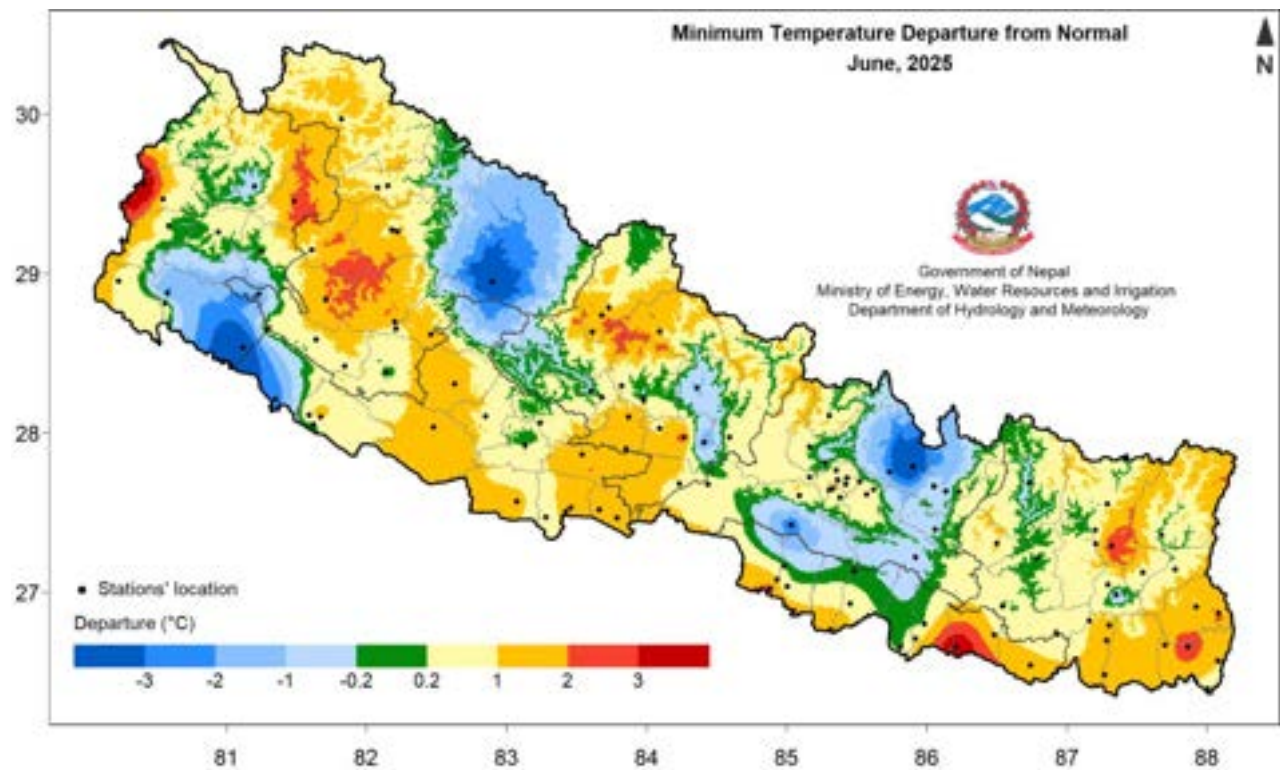 Minimum Temperature Departure from Normal
June, 2025
N
30
29
28
27
Government of Nepal
Ministry of Energy, Water Resources and Irrigation
Department of Hydrology and Meteorology
Stations' location
Departure (°C)
-3 -2 -1 -0.2 0.2 1 2 3
81 82 83 84 85 86 87 88